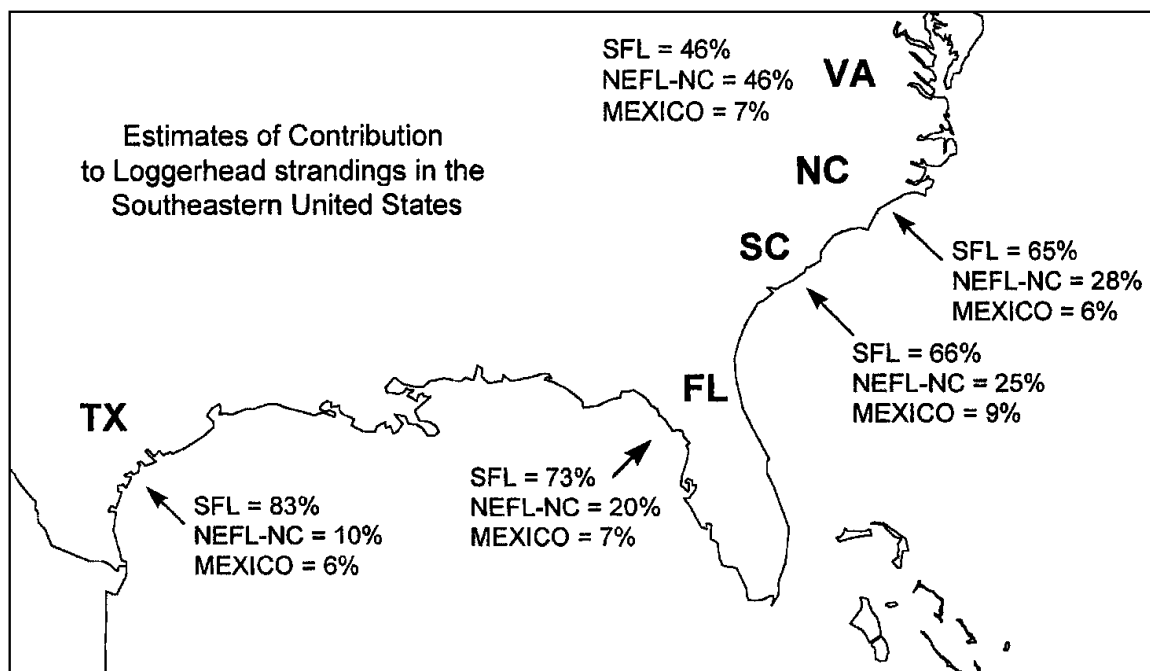 SFL = 46%
NEFL-NC = 46%
MEXICO = 7%
VA
Estimates of Contribution
to Loggerhead strandings in the
Southeastern United States
NC
SC
SFL = 65%
NEFL-NC = 28%
MEXICO = 6%
SFL = 66%
NEFL-NC = 25%
MEXICO = 9%
FL
TX
SFL = 73%
NEFL-NC = 20%
MEXICO = 7%
SFL = 83%
NEFL-NC = 10%
MEXICO = 6%